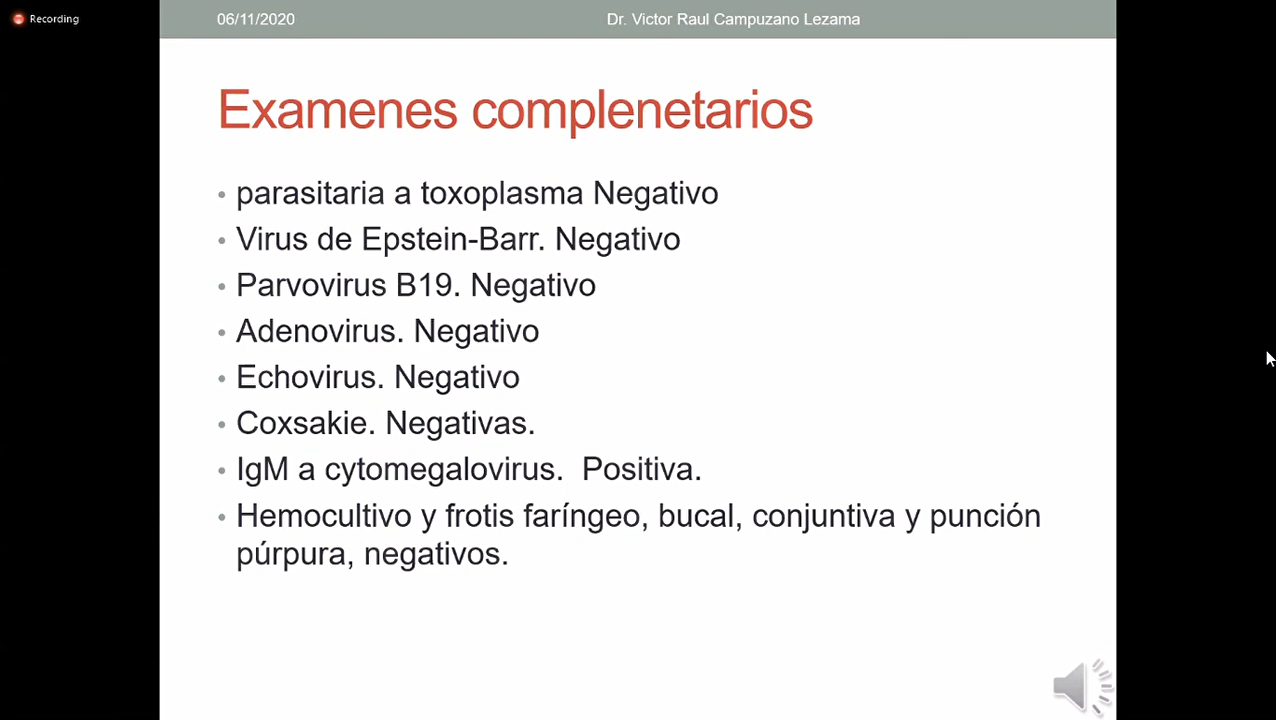 Recording
06/11/2020 Dr. Victor Raul Campuzano Lezama
Examenes complenetarios
• parasitaria a toxoplasma Negativo
• Virus de Epstein-Barr. Negativo
• Parvovirus B19. Negativo
• Adenovirus. Negativo
• Echovirus. Negativo
• Coxsakie. Negativas.
• IgM a cytomegalovirus.  Positiva.
• Hemocultivo y frotis faríngeo, bucal, conjuntiva y punción
púrpura, negativos.